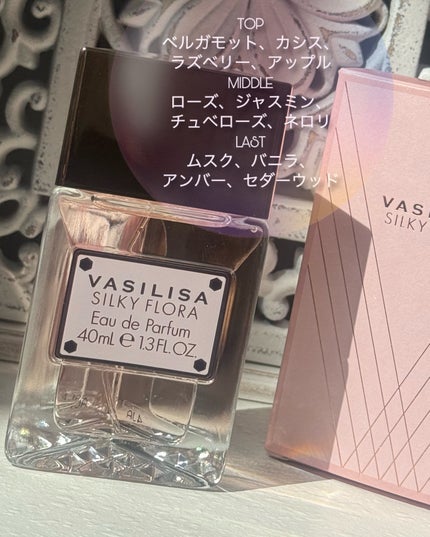 TOP
ベルガモット、カシス、
ラズベリー、アップル
MIDDLE
ローズ、ジャスミン、
チュベローズ、ネロリ
LAST
ムスク、バニラ、
アンバー、セダーウッド
VASILISA
SILKY FLORA
Eau de Parfum
40mL e 1.3FL.OZ.
SILKY